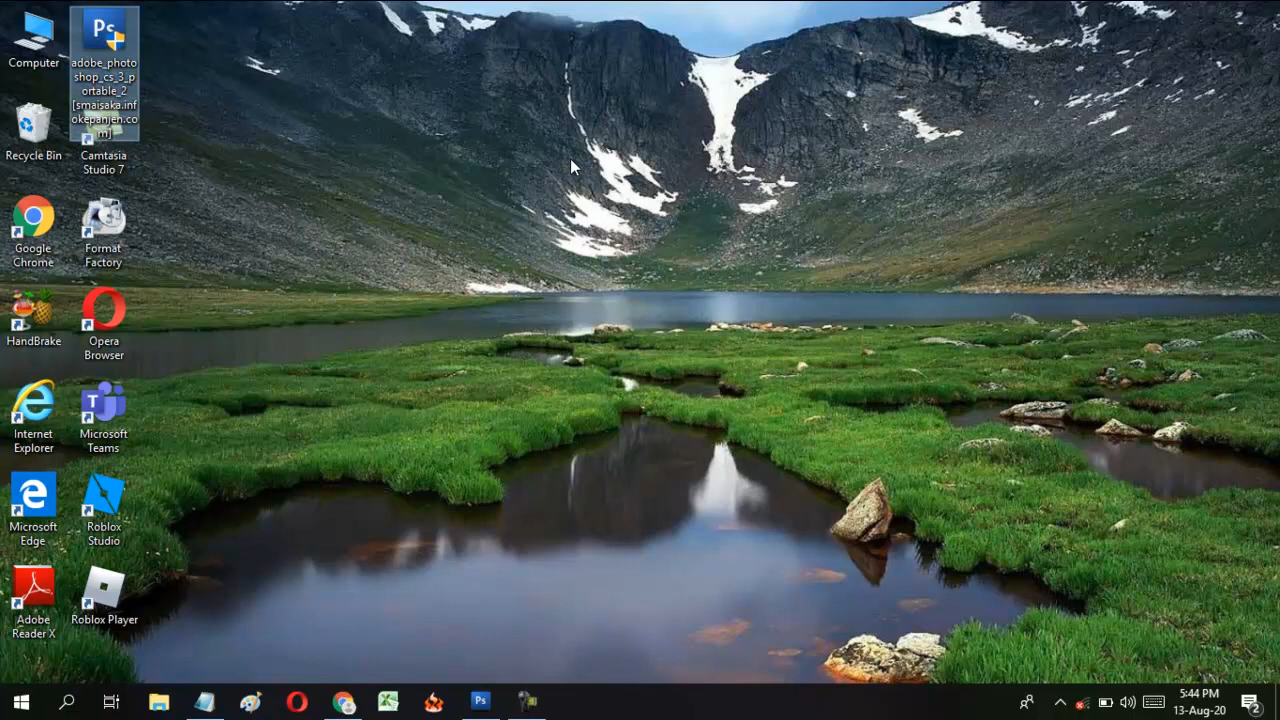 Computer
Ps
adobe_photo
shop_cs_3_p
ortable_2
[smaisaka.inf
okepanjen.co
m]
Recycle Bin
Camtasia
Studio 7
Google
Chrome
Format
Factory
HandBrake
Opera
Browser
Internet
Explorer
T
Microsoft
Teams
Microsoft
Edge
Roblox
Studio
Adobe
Reader X
Roblox Player
Ps
5:44 PM
13-Aug-20
2